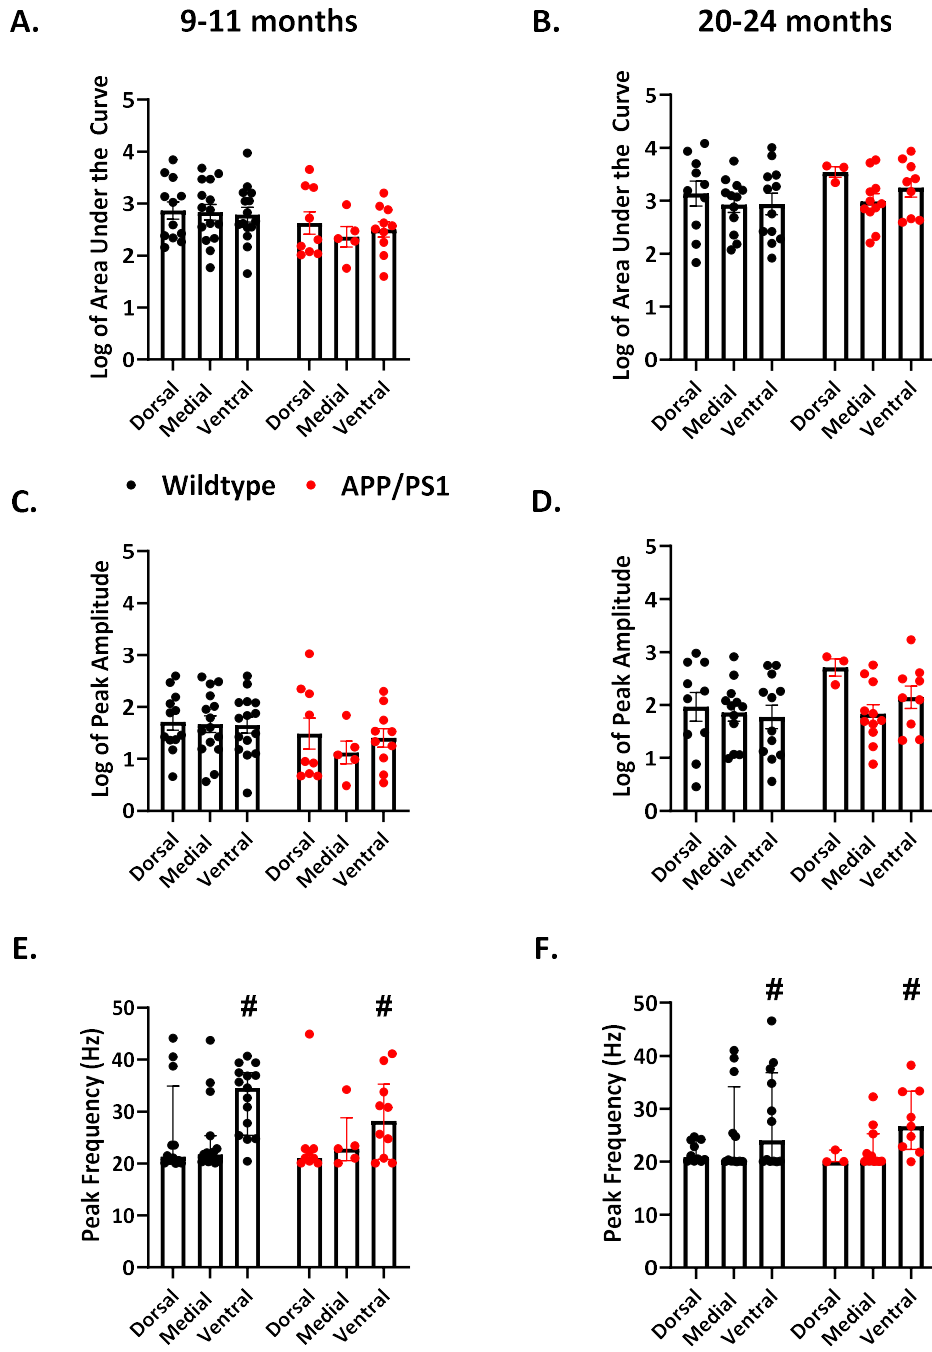 A. 9-11 months B. 20-24 months
Log of Area Under the Curve
5
4
3
2
1
0
Dorsal
Medial
Ventral
Dorsal
Medial
Ventral
Log of Area Under the Curve
5
4
3
2
1
0
Dorsal
Medial
Ventral
Dorsal
Medial
Ventral
Wildtype APP/PS1
C. D.
Log of Peak Amplitude
5
4
3
2
1
0
Dorsal
Medial
Ventral
Dorsal
Medial
Ventral
Log of Peak Amplitude
5
4
3
2
1
0
Dorsal
Medial
Ventral
Dorsal
Medial
Ventral
E. F.
Peak Frequency (Hz)
50
40
30
20
10
0
# #
Dorsal
Medial
Ventral
Dorsal
Medial
Ventral
Peak Frequency (Hz)
50
40
30
20
10
0
# #
Dorsal
Medial
Ventral
Dorsal
Medial
Ventral